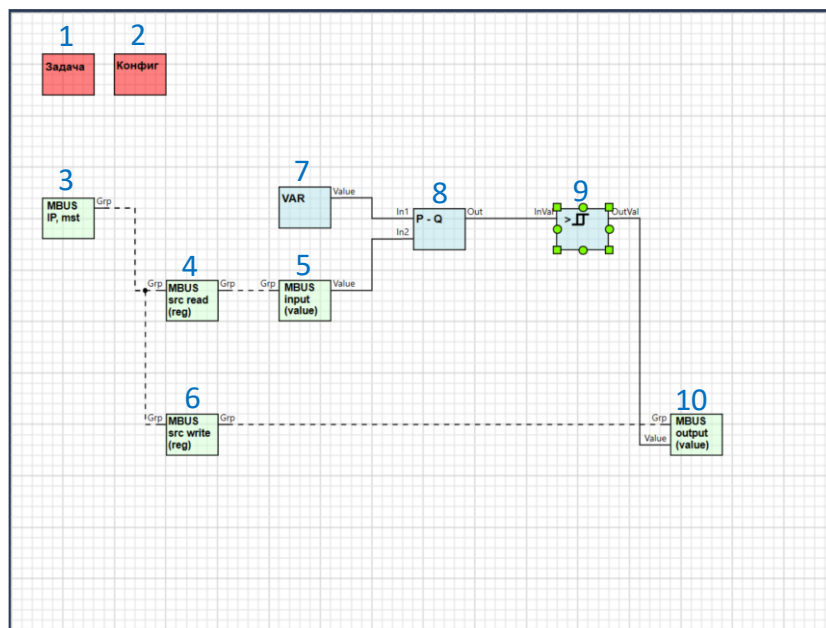 1
2
Задача
Конфиг
3
MBUS
IP, mst
Grp
7
VAR
Value
8
In1
In2
P - Q
Out
9
InVal
>
OutVal
4
Grp
MBUS
src read
(reg)
Grp
5
Grp
MBUS
input
(value)
Value
6
Grp
MBUS
src write
(reg)
Grp
10
Grp
Value
MBUS
output
(value)